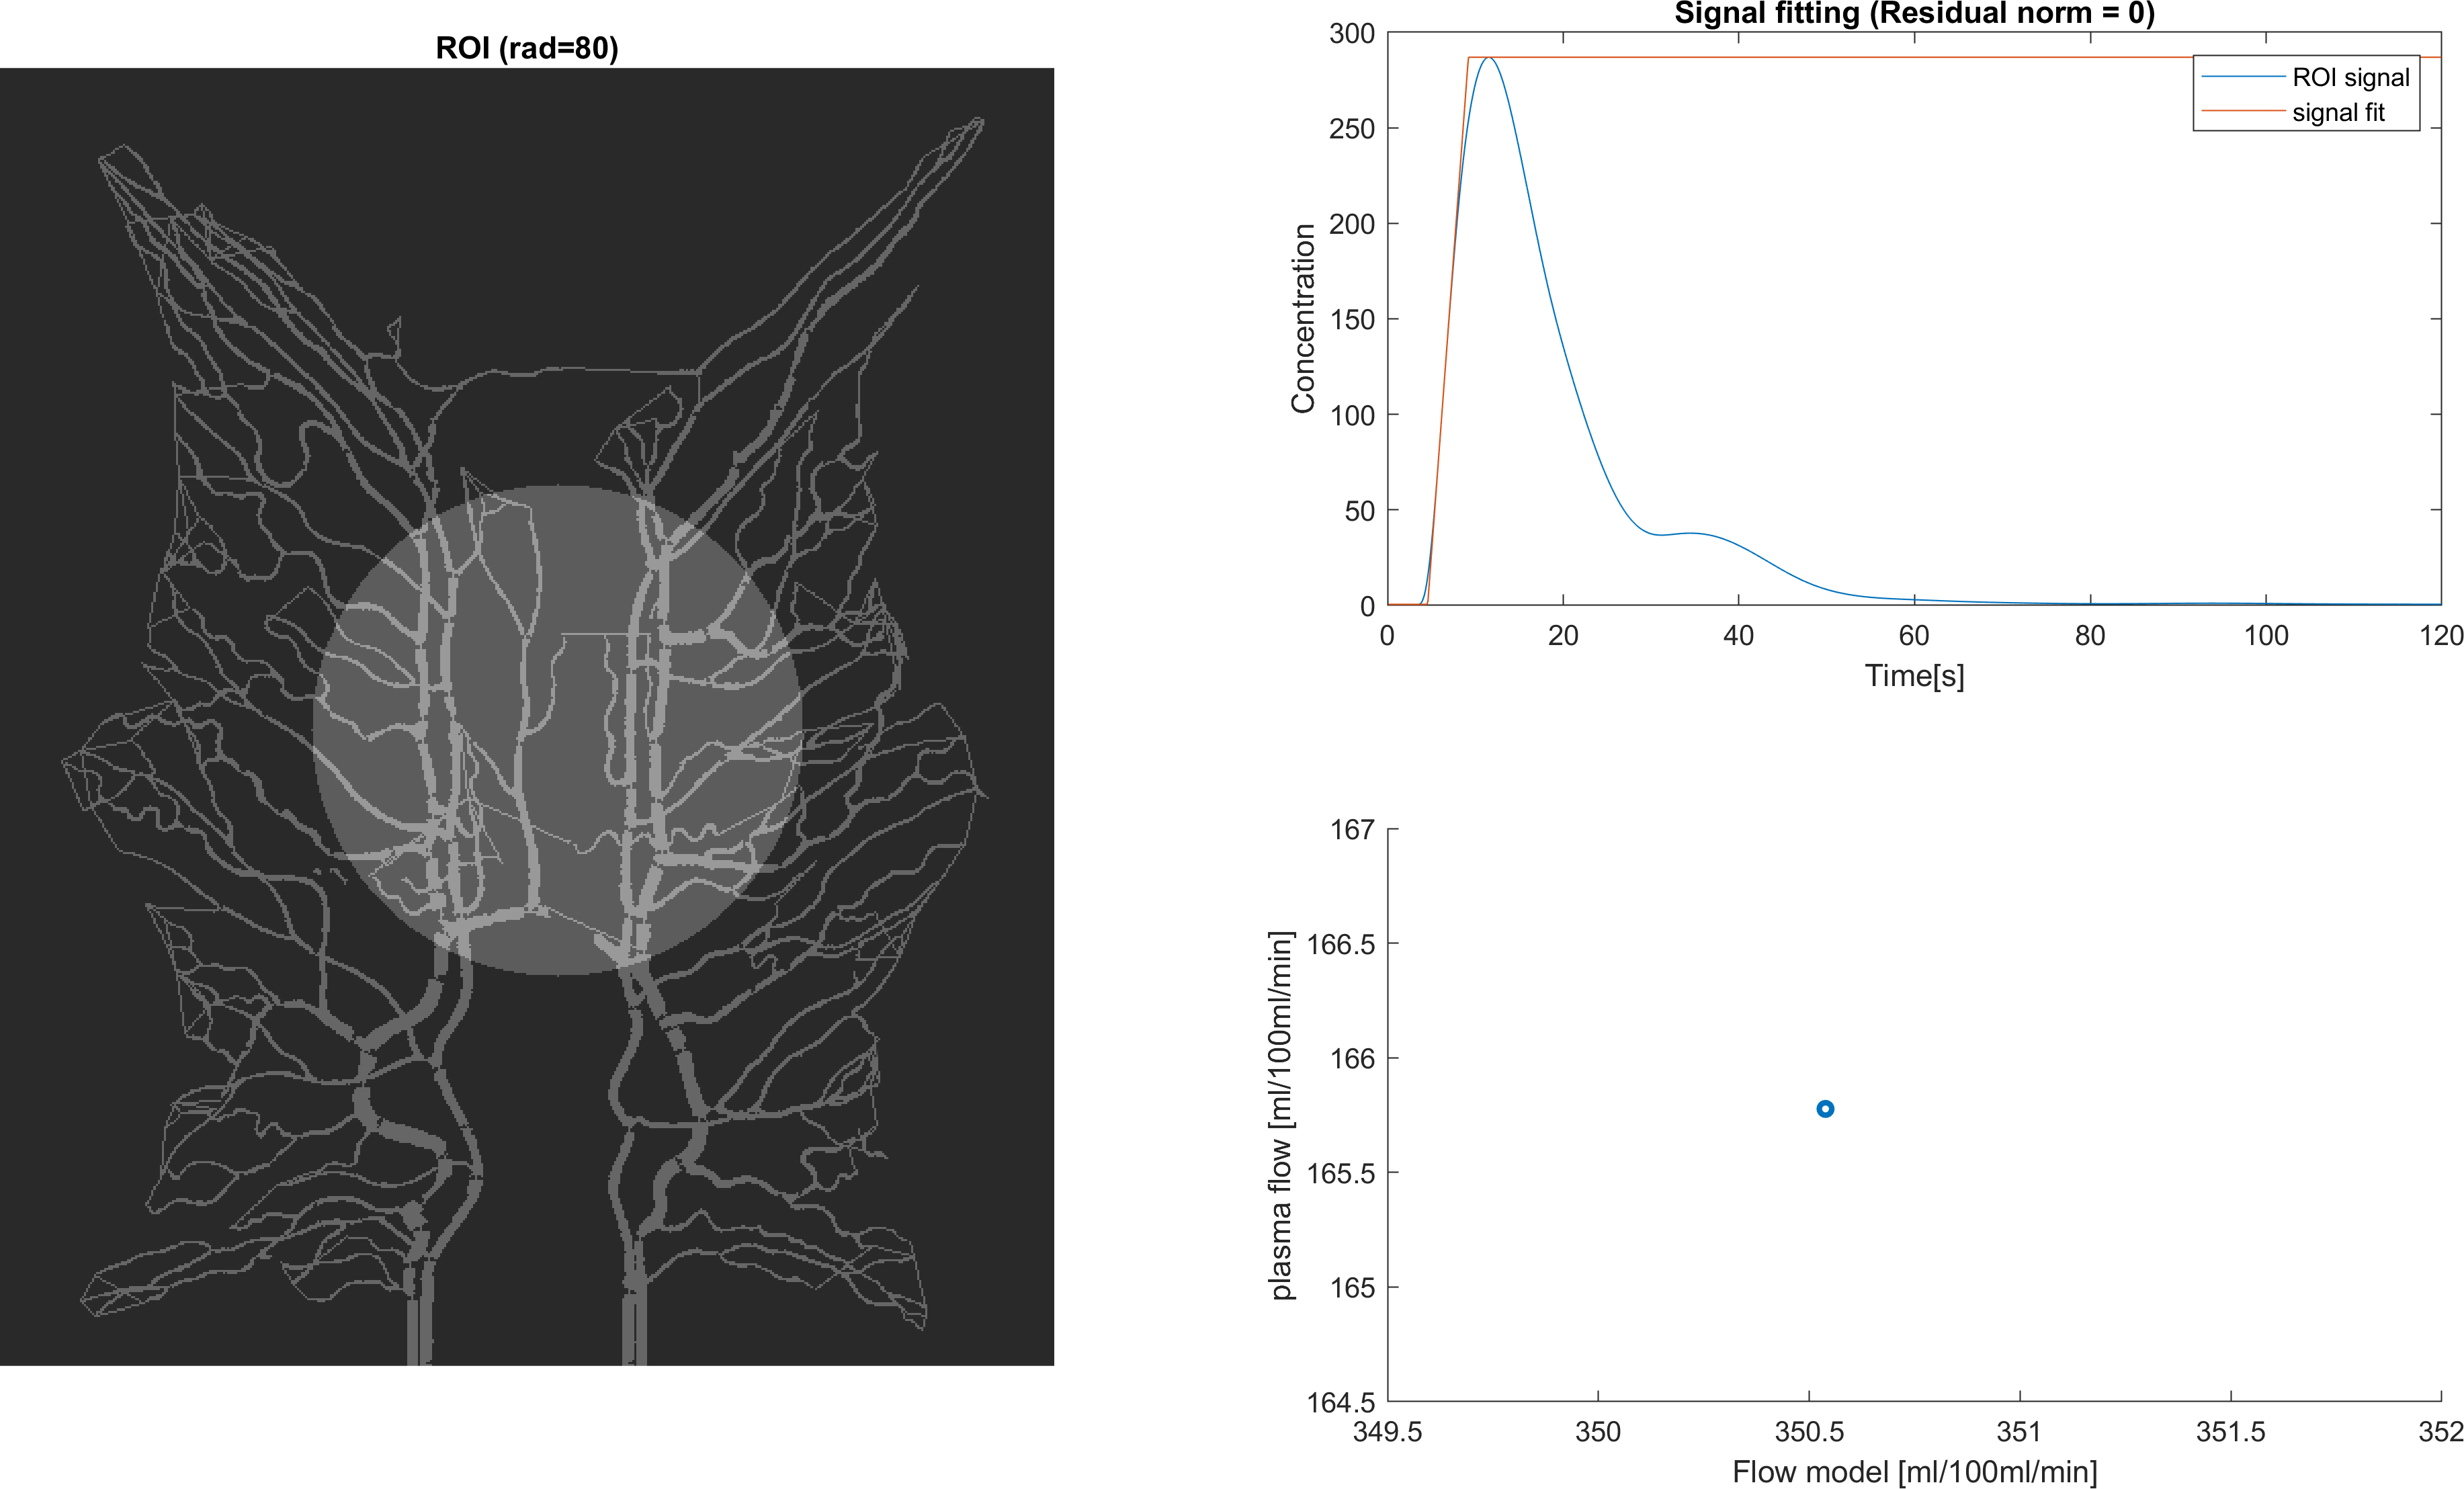 ROI (rad=80)
Signal fitting (Residual norm = 0)
300
250
200
150
100
50
0
Concentration
ROI signal
signal fit
0 20 40 60 80 100 120
Time[s]
167
166.5
166
165.5
165
164.5
plasma flow [ml/100ml/min]
349.5 350 350.5 351 351.5 352
Flow model [ml/100ml/min]